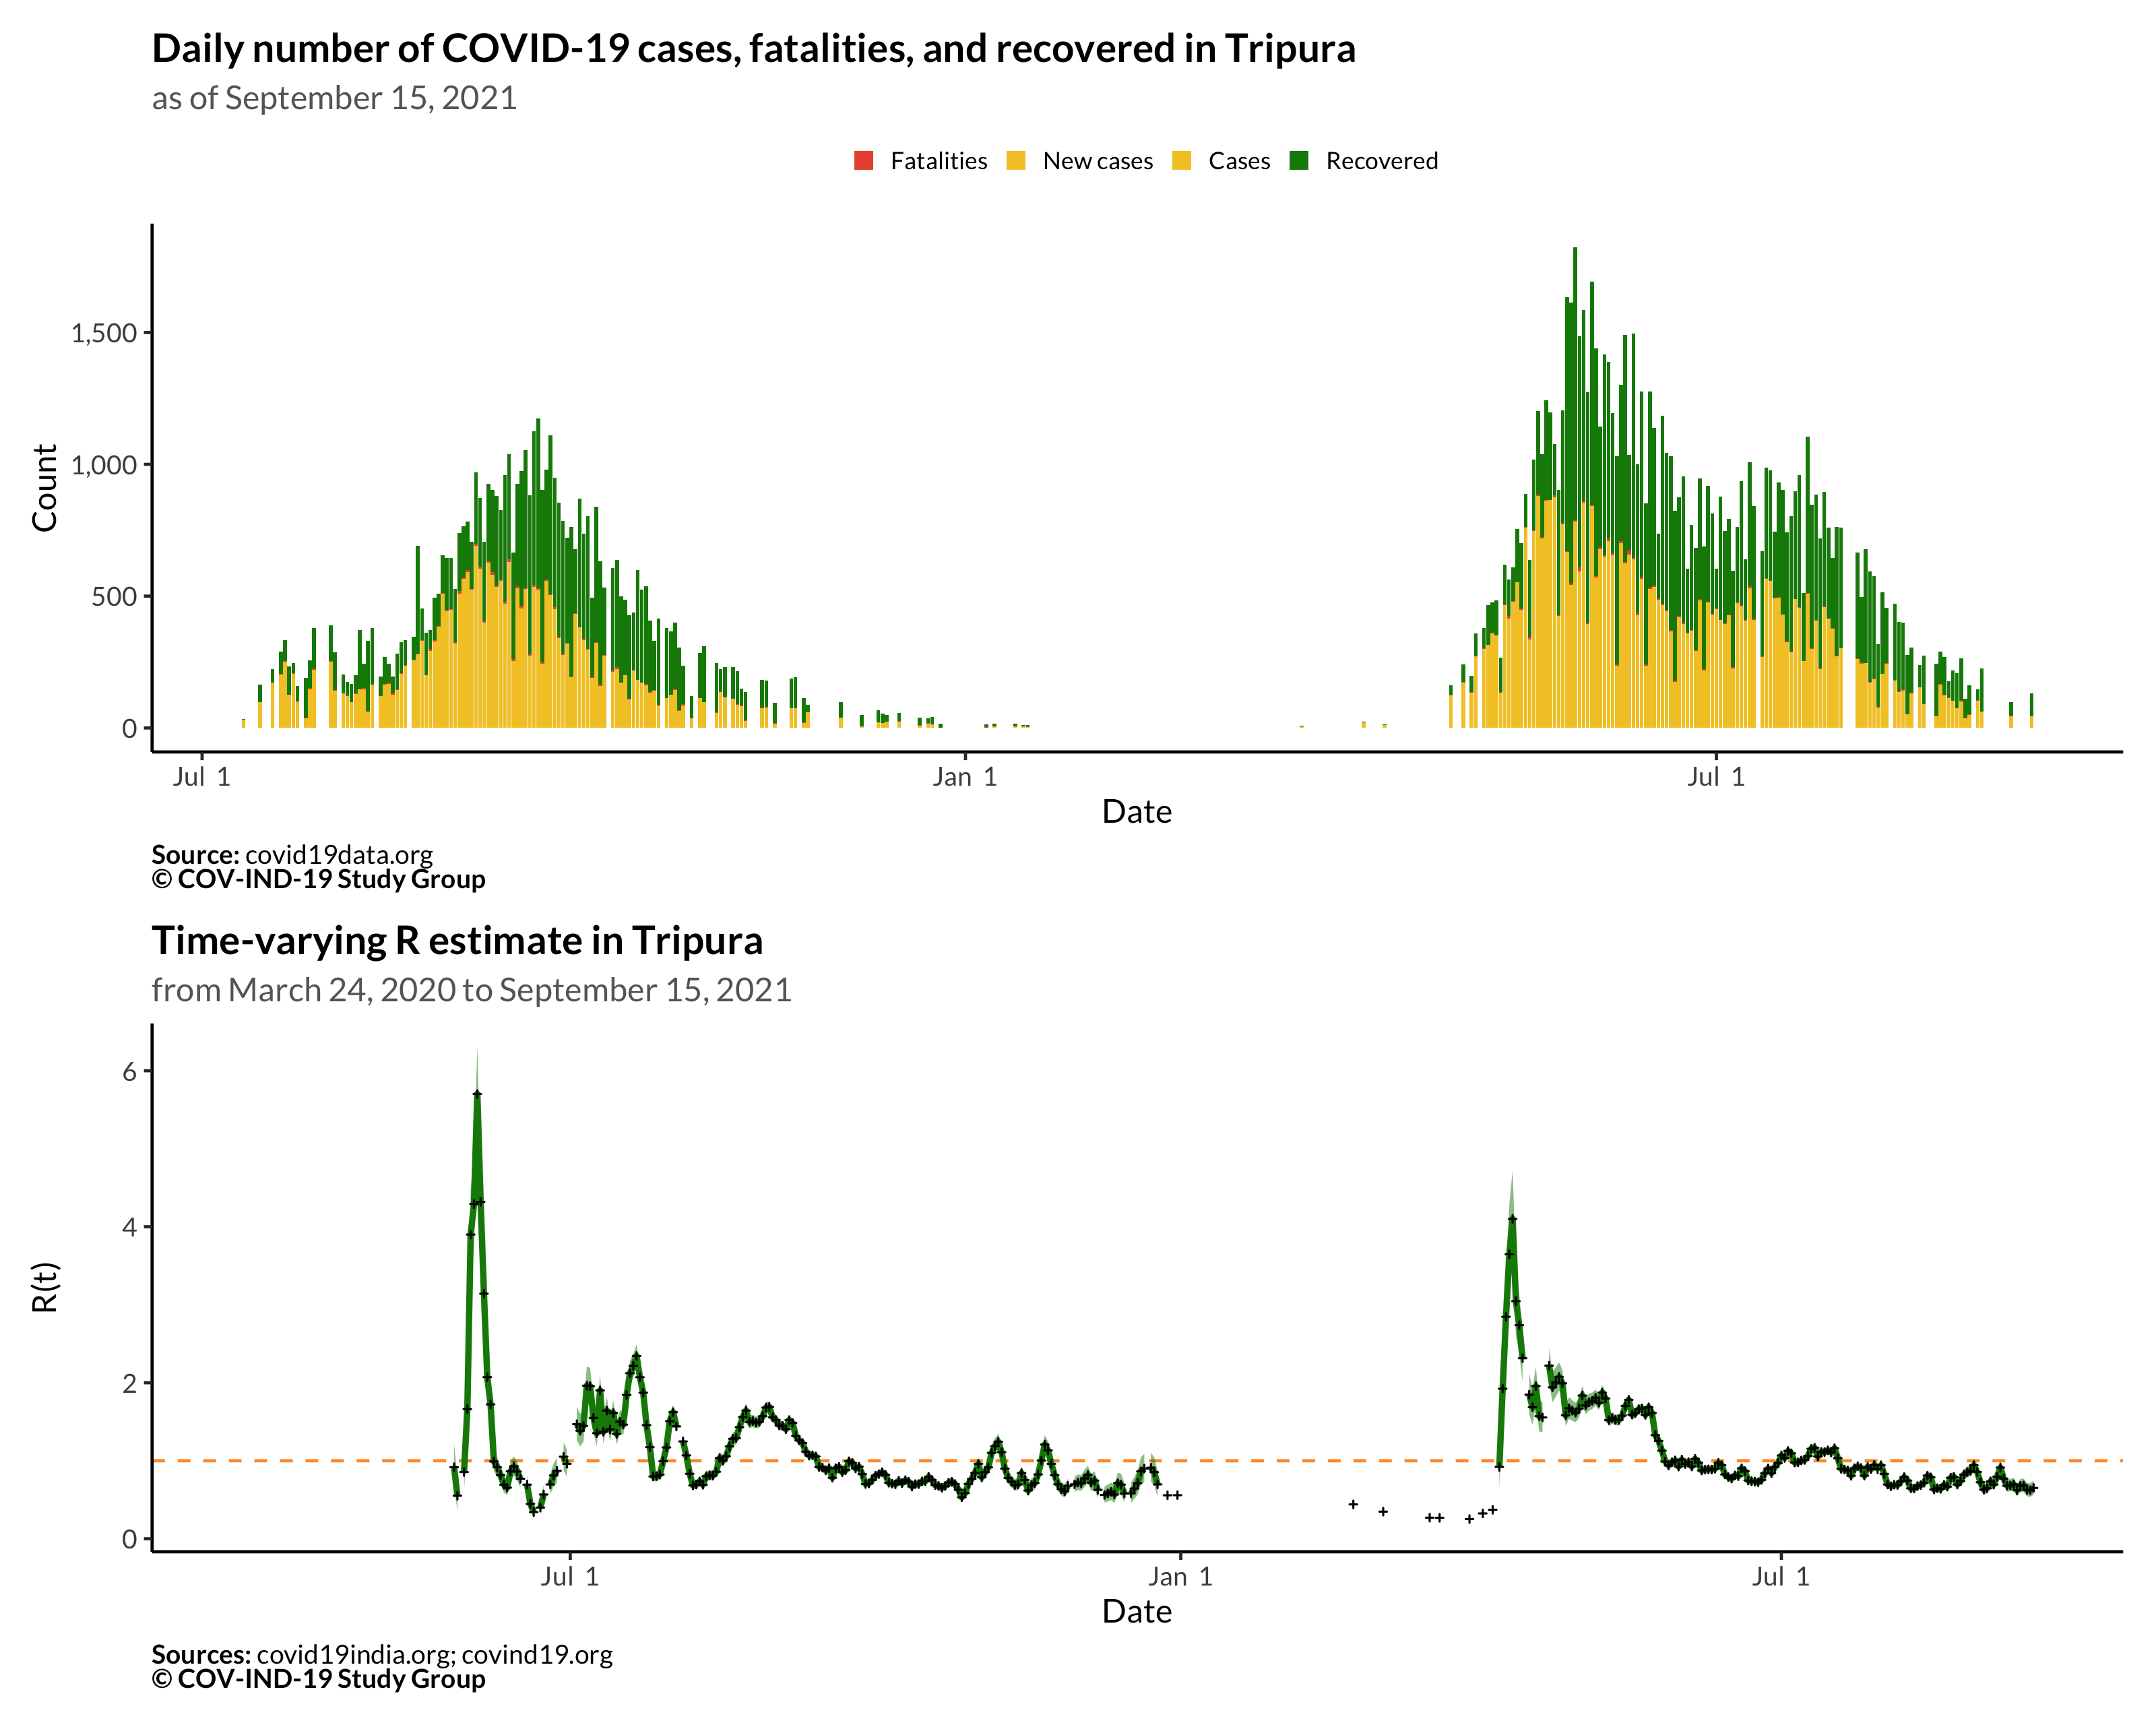 Daily number of COVID-19 cases, fatalities, and recovered in Tripura
as of September 15, 2021
Fatalities New cases Cases Recovered
1,500
1,000
500
0
Count
Jul 1 Jan 1 Jul 1
Date
Source: covid19data.org
© COV-IND-19 Study Group
Time-varying R estimate in Tripura
from March 24, 2020 to September 15, 2021
6
4
2
0
R(t)
Jul 1 Jan 1 Jul 1
Date
Sources: covid19india.org; covind19.org
© COV-IND-19 Study Group